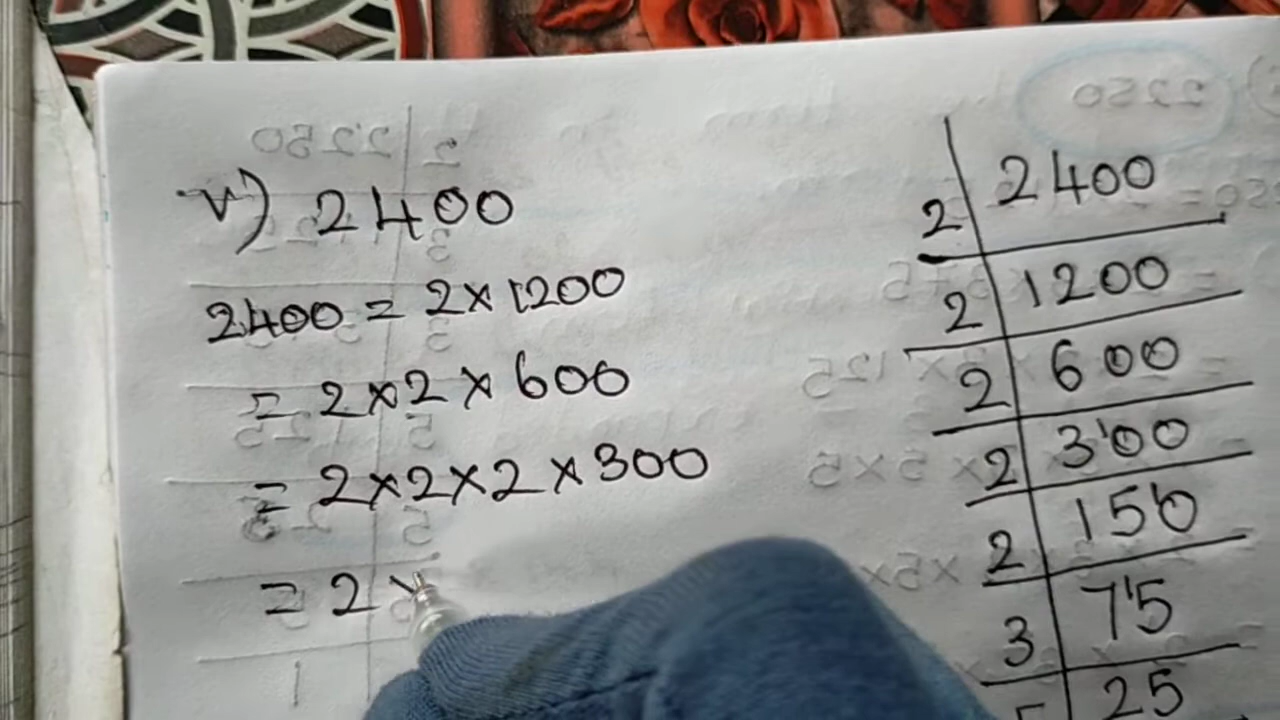 v) 2400
2400 = 2 × 1200
= 2 × 2 × 600
= 2 × 2 × 2 × 300
= 2 ×
2 | 2400
2 | 1200
2 | 600
2 | 300
2 | 150
3 | 75
5 | 25